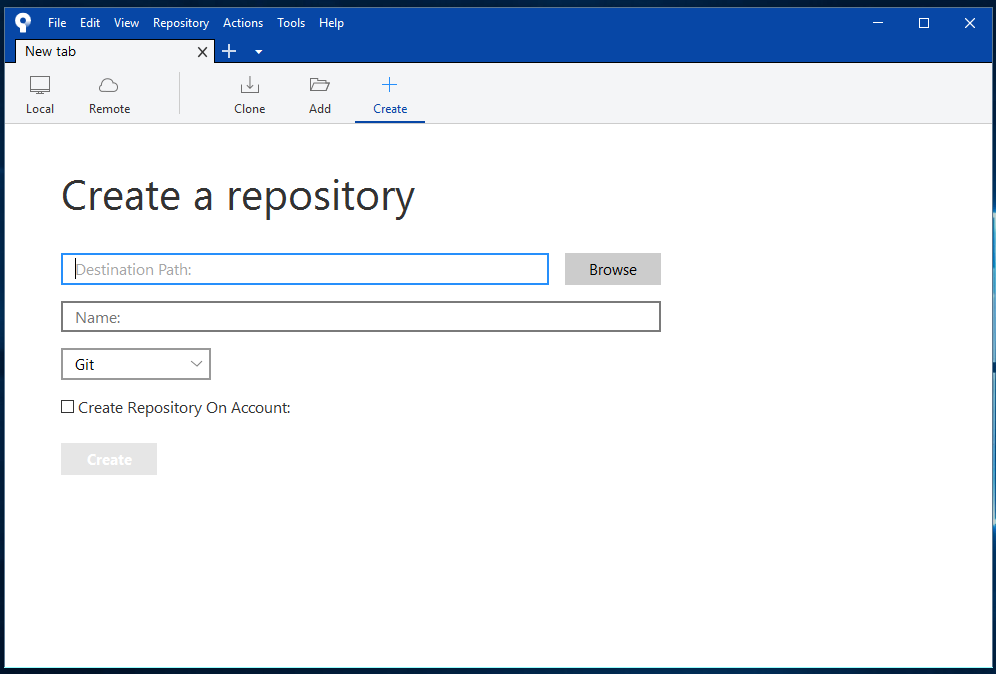 File Edit View Repository Actions Tools Help
New tab
Local Remote Clone Add Create
Create a repository
Destination Path: Browse
Name:
Git
Create Repository On Account:
Create